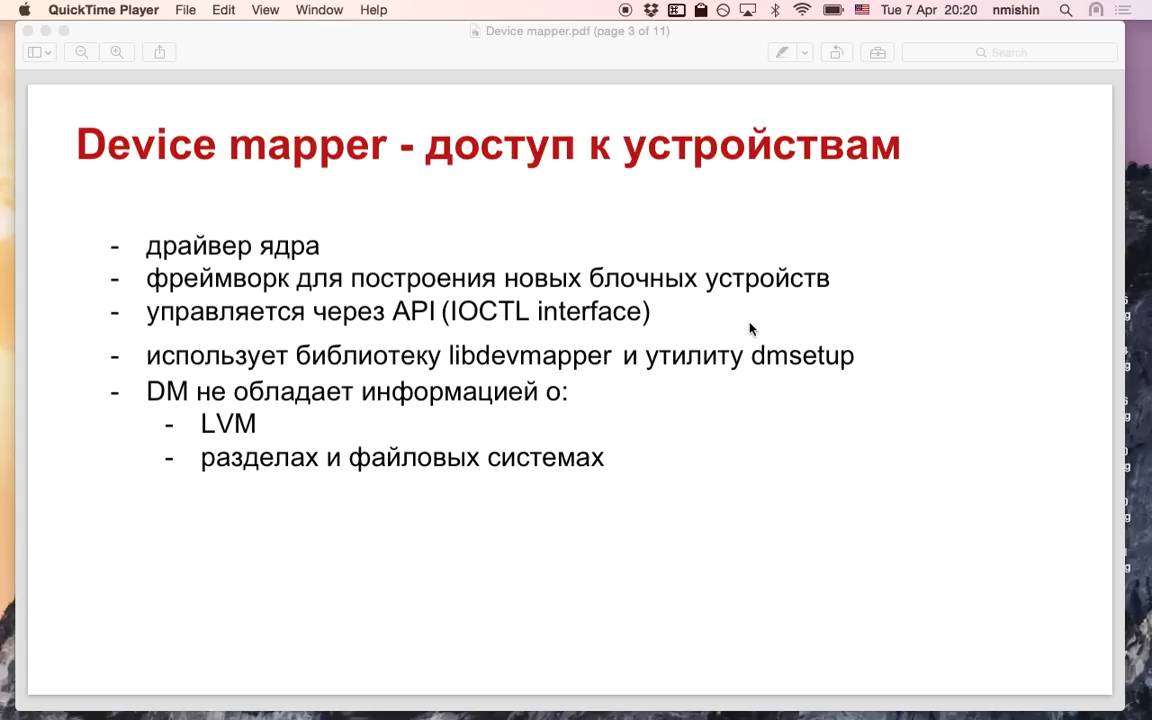 QuickTime Player File Edit View Window Help Tue 7 Apr 20:20 nmishin
Device mapper.pdf (page 3 of 11)
Search
Device mapper - доступ к устройствам
- драйвер ядра
- фреймворк для построения новых блочных устройств
- управляется через API (IOCTL interface)
- использует библиотеку libdevmapper и утилиту dmsetup
- DM не обладает информацией о:
- LVM
- разделах и файловых системах